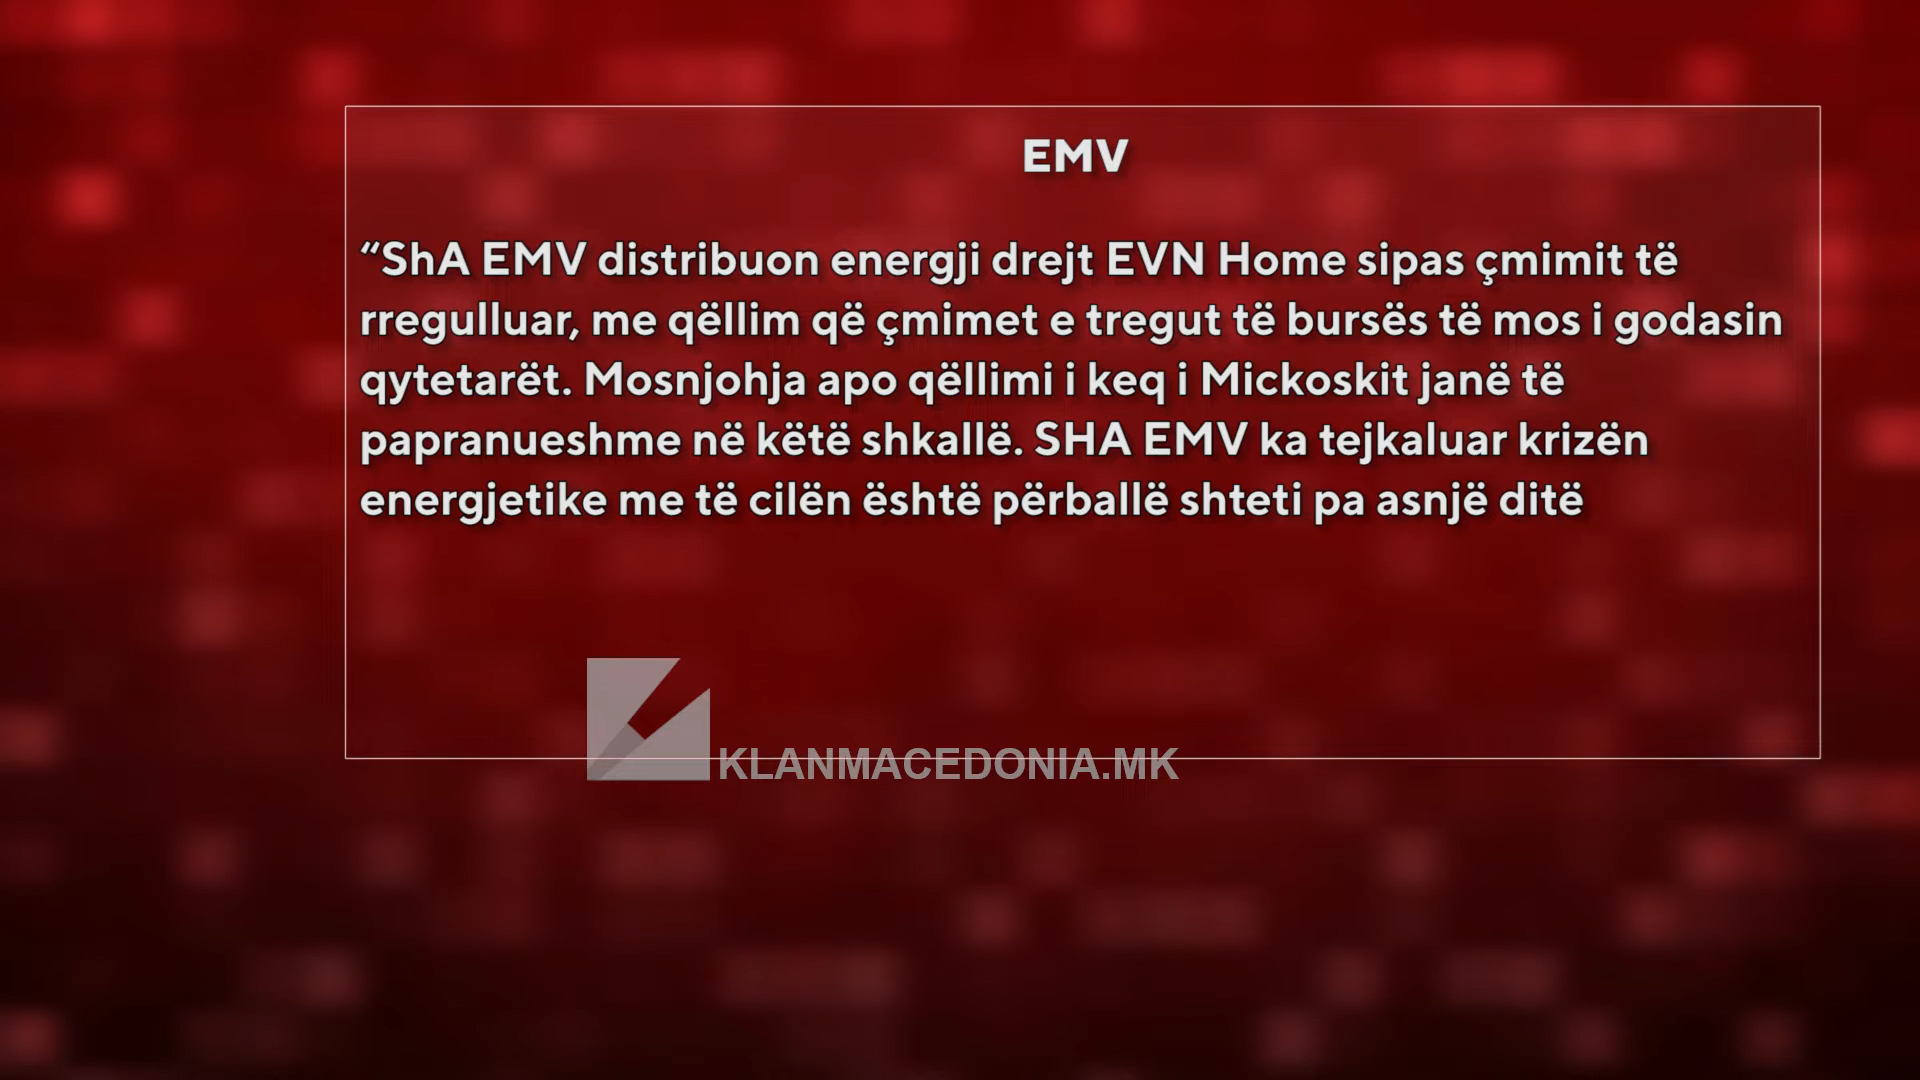 EMV
“ShA EMV distribuon energji drejt EVN Home sipas çmimit të
rregulluar, me qëllim që çmimet e tregut të bursës të mos i godasin
qytetarët. Mosnjohja apo qëllimi i keq i Mickoskit janë të
papranueshme në këtë shkallë. SHA EMV ka tejkaluar krizën
energjetike me të cilën është përballë shteti pa asnjë ditë
KLANMACEDONIA.MK